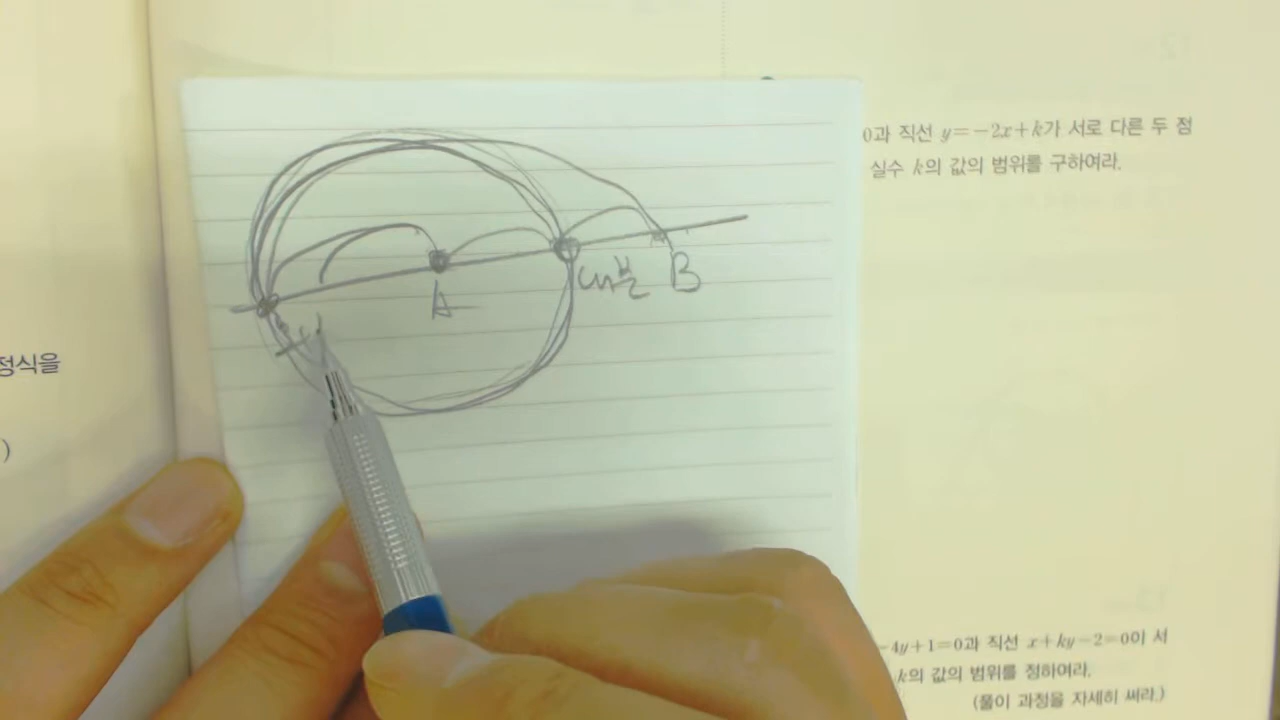 0과 직선 y=-2x+k가 서로 다른 두 점
실수 k의 값의 범위를 구하여라.
A
내분
B
정식을
)
-4y+1=0과 직선 x+ky-2=0이 서
k의 값의 범위를 정하여라.
(풀이 과정을 자세히 써라.)